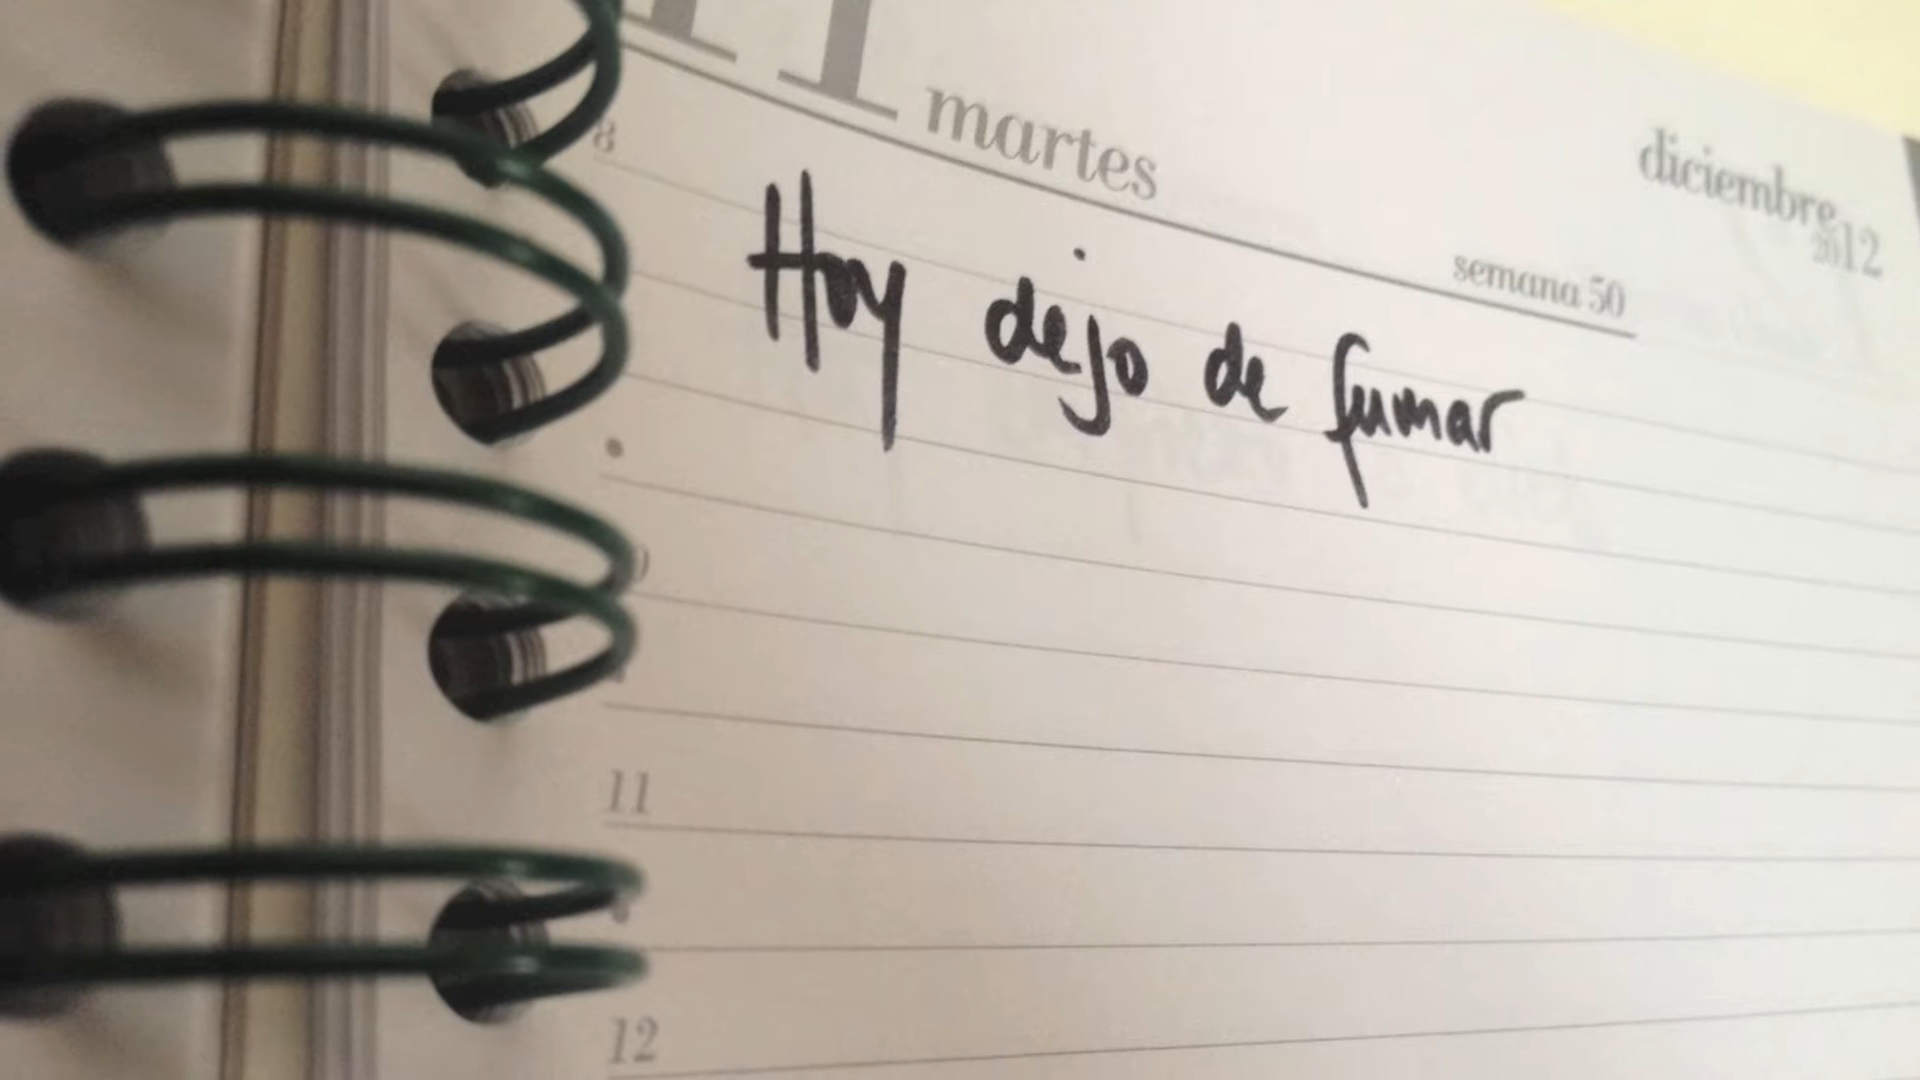 11 martes
diciembre
2012
semana 50
8
Hoy dejo de fumar
11
12